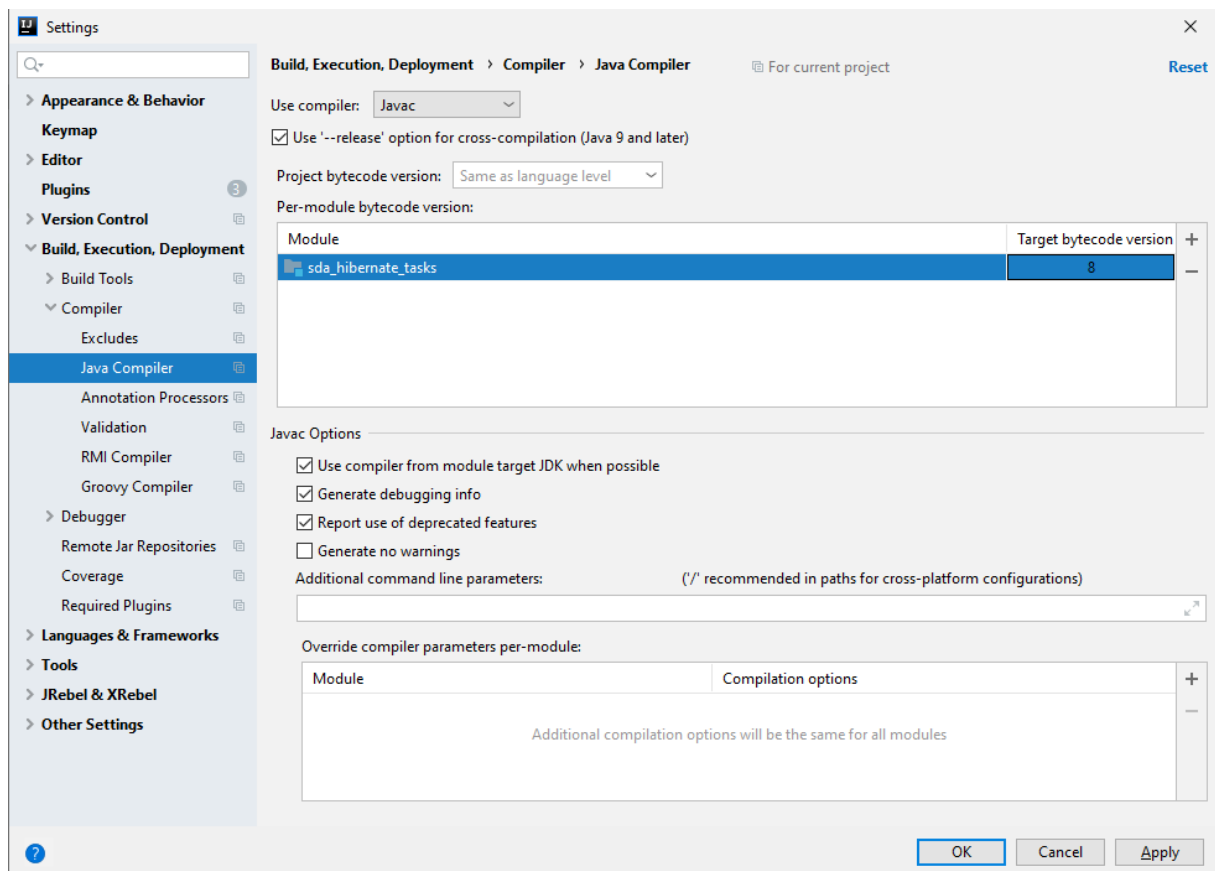 Settings
Appearance & Behavior
Keymap
Editor
Plugins 3
Version Control
Build, Execution, Deployment
Build Tools
Compiler
Excludes
Java Compiler
Annotation Processors
Validation
RMI Compiler
Groovy Compiler
Debugger
Remote Jar Repositories
Coverage
Required Plugins
Languages & Frameworks
Tools
JRebel & XRebel
Other Settings
Build, Execution, Deployment › Compiler › Java Compiler For current project Reset
Use compiler: Javac
Use '--release' option for cross-compilation (Java 9 and later)
Project bytecode version: Same as language level
Per-module bytecode version:
Module Target bytecode version
sda_hibernate_tasks 8
Javac Options
Use compiler from module target JDK when possible
Generate debugging info
Report use of deprecated features
Generate no warnings
Additional command line parameters: ('/' recommended in paths for cross-platform configurations)
Override compiler parameters per-module:
Module Compilation options
Additional compilation options will be the same for all modules
? OK Cancel Apply